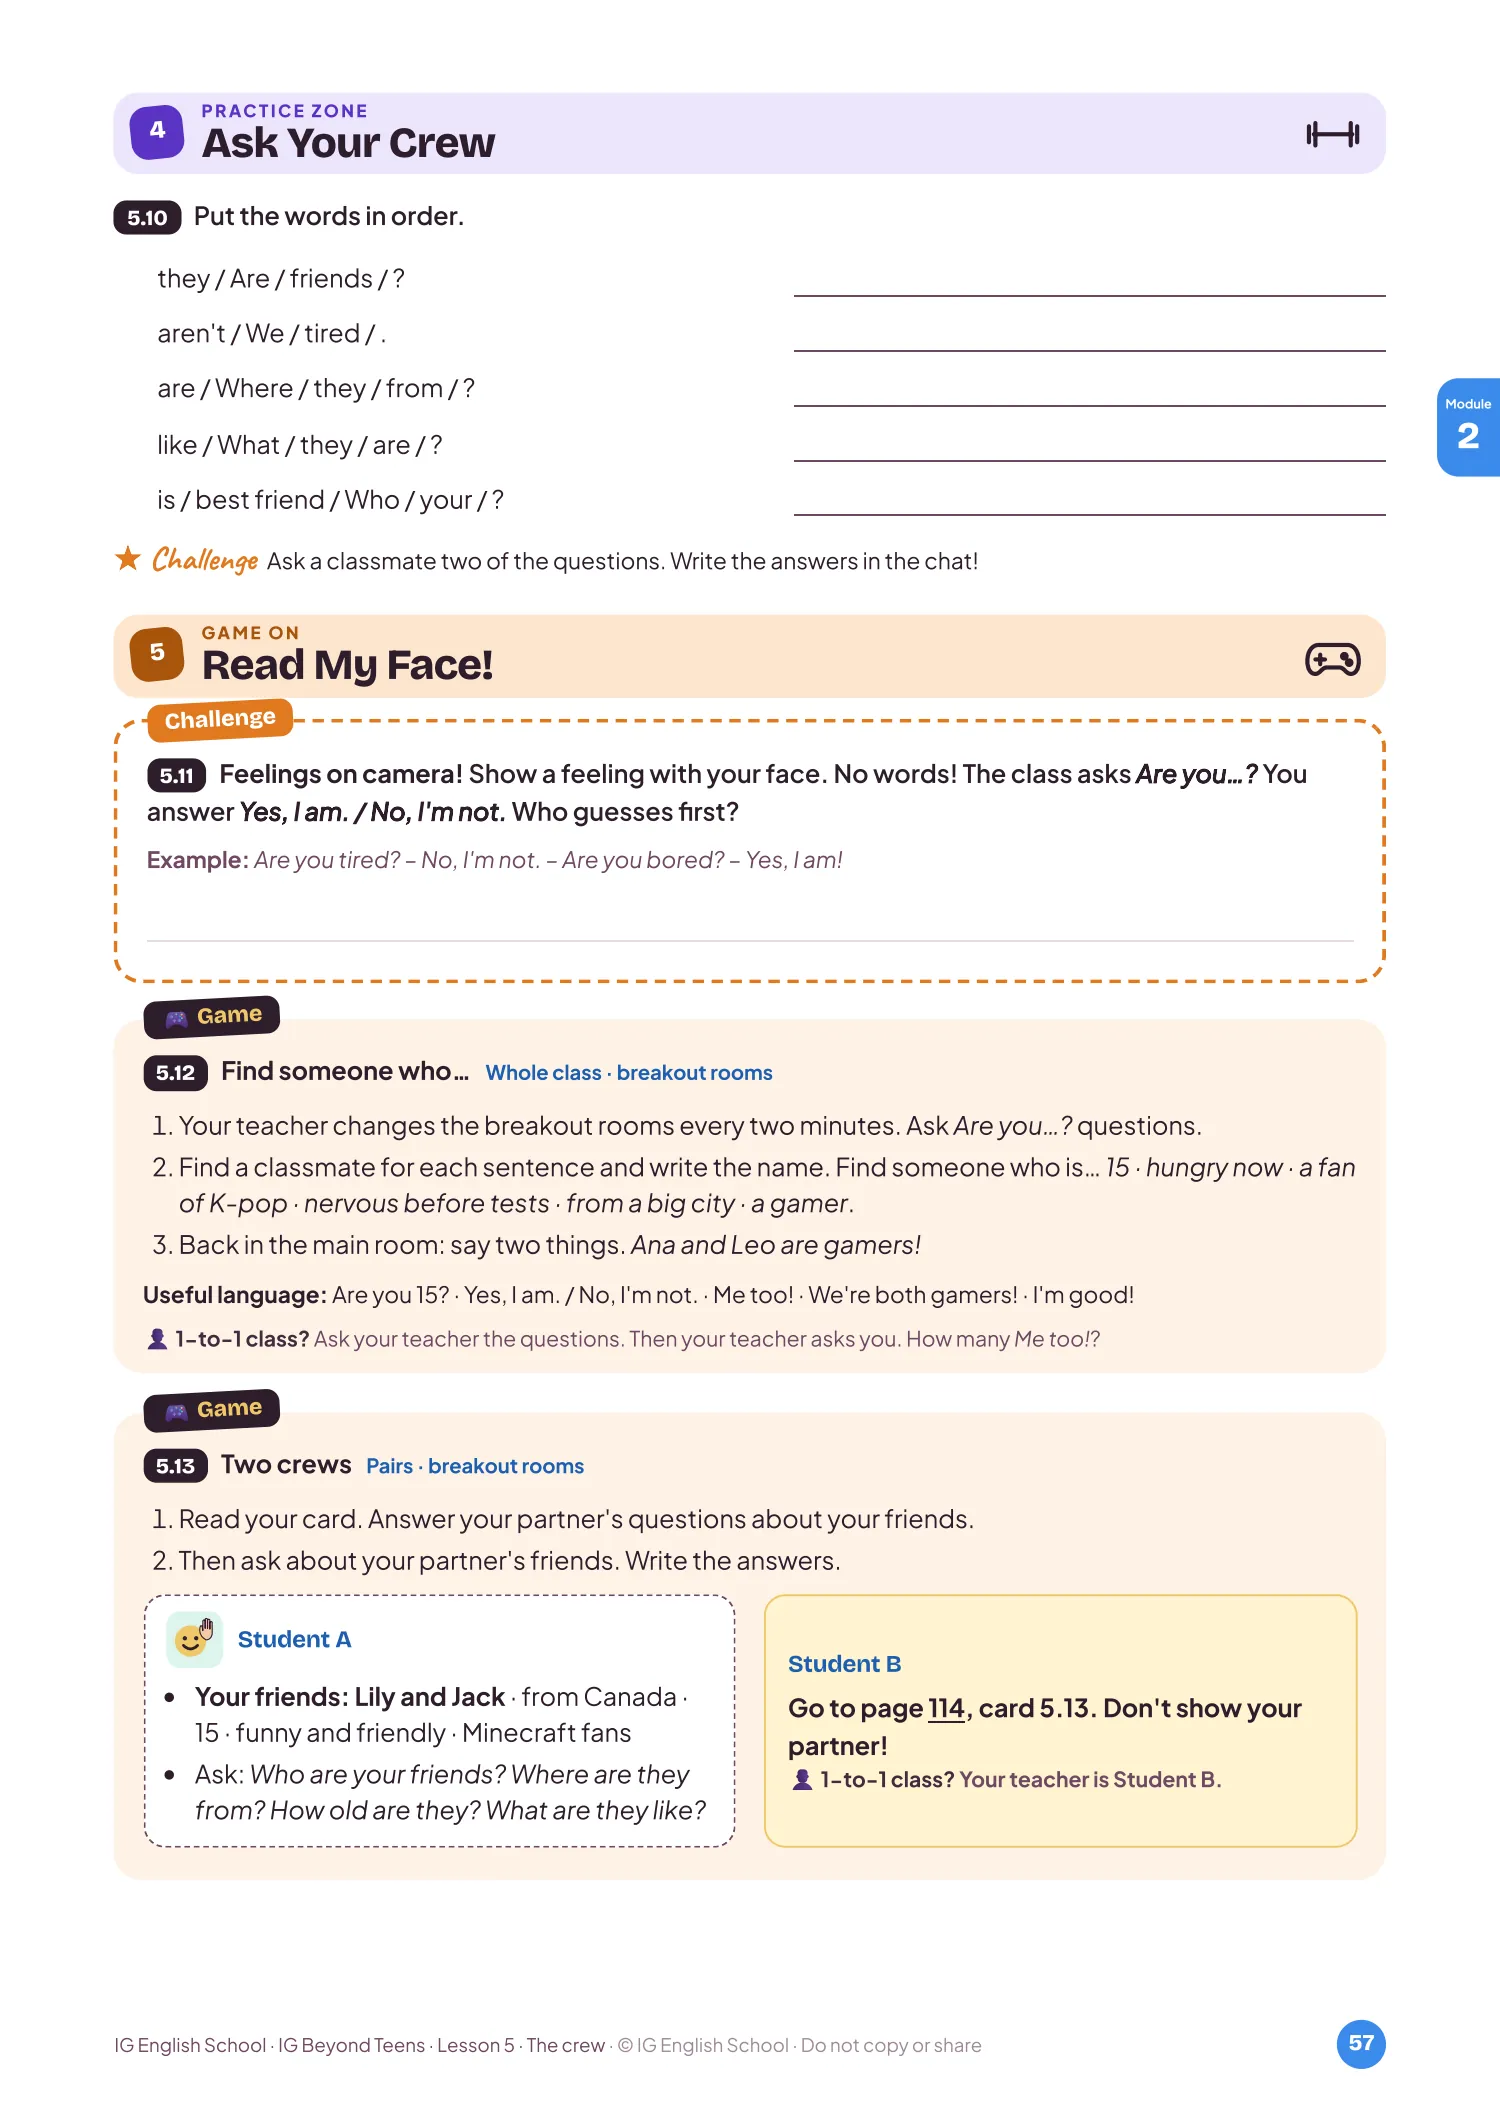 4
PRACTICE ZONE
Ask Your Crew
5.10 Put the words in order.
they / Are / friends / ?
aren't / We / tired / .
are / Where / they / from / ?
like / What / they / are / ?
is / best friend / Who / your / ?
Challenge Ask a classmate two of the questions. Write the answers in the chat!
Module
2
5
GAME ON
Read My Face!
Challenge
5.11 Feelings on camera! Show a feeling with your face. No words! The class asks Are you...? You
answer Yes, I am. / No, I'm not. Who guesses first?
Example: Are you tired? – No, I'm not. – Are you bored? – Yes, I am!
Game
5.12 Find someone who... Whole class · breakout rooms
1. Your teacher changes the breakout rooms every two minutes. Ask Are you...? questions.
2. Find a classmate for each sentence and write the name. Find someone who is... 15 · hungry now · a fan
of K-pop · nervous before tests · from a big city · a gamer.
3. Back in the main room: say two things. Ana and Leo are gamers!
Useful language: Are you 15? · Yes, I am. / No, I'm not. · Me too! · We're both gamers! · I'm good!
1-to-1 class? Ask your teacher the questions. Then your teacher asks you. How many Me too!?
Game
5.13 Two crews Pairs · breakout rooms
1. Read your card. Answer your partner's questions about your friends.
2. Then ask about your partner's friends. Write the answers.
Student A
• Your friends: Lily and Jack · from Canada ·
15 · funny and friendly · Minecraft fans
• Ask: Who are your friends? Where are they
from? How old are they? What are they like?
Student B
Go to page 114, card 5.13. Don't show your
partner!
1-to-1 class? Your teacher is Student B.
IG English School · IG Beyond Teens · Lesson 5 · The crew · © IG English School · Do not copy or share
57